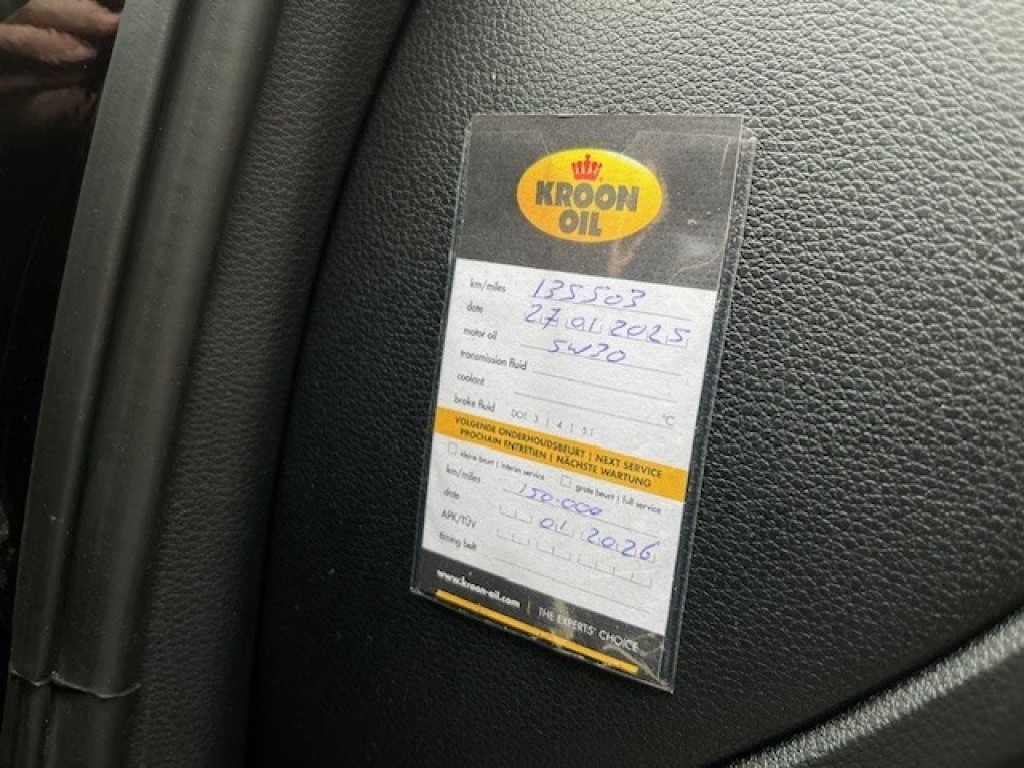 KROON
OIL
km/miles 135503
date 27 01 2025
motor oil 5W30
transmission fluid
coolant °C
brake fluid DOT 3 | 4 | 5.1
VOLGENDE ONDERHOUDSBEURT | NEXT SERVICE
PROCHAIN ENTRETIEN | NÄCHSTE WARTUNG
kleine beurt | interim service grote beurt | full service
km/miles 150.000
date 01 2026
APK/TÜV
timing belt
www.kroon-oil.com | THE EXPERTS' CHOICE